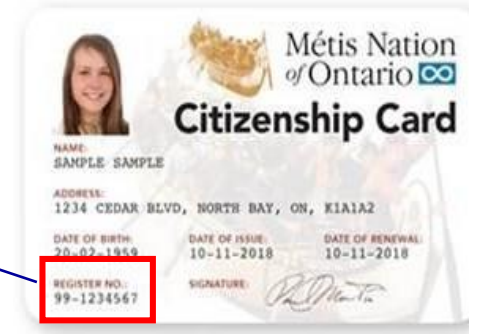 Métis Nation
of Ontario
Citizenship Card
NAME:
SAMPLE SAMPLE
ADDRESS:
1234 CEDAR BLVD, NORTH BAY, ON, K1A1A2
DATE OF BIRTH: DATE OF ISSUE: DATE OF RENEWAL:
20-02-1959 10-11-2018 10-11-2018
REGISTER NO.: SIGNATURE:
99-1234567